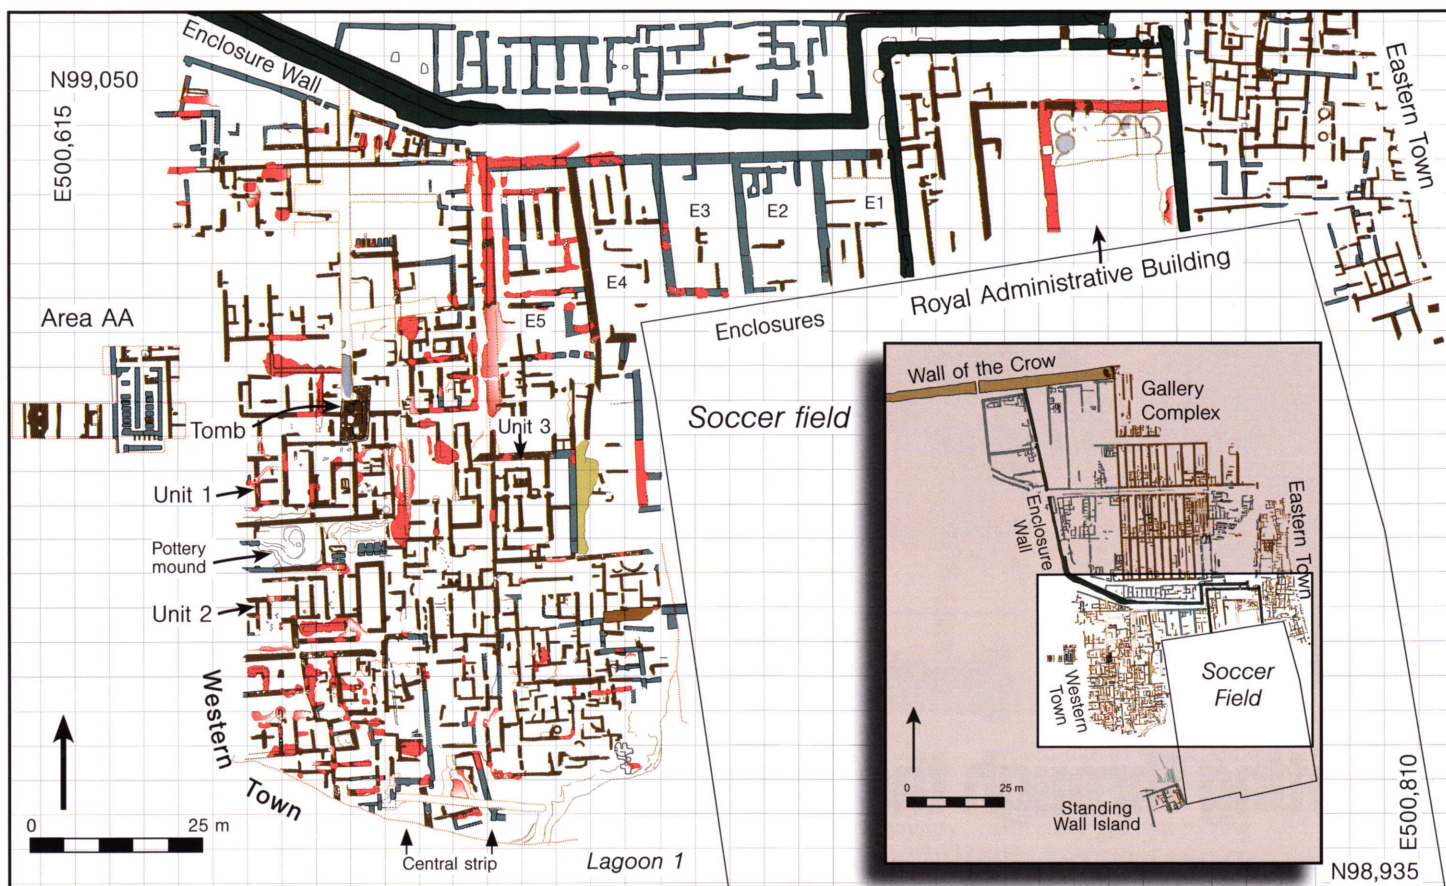 Enclosure Wall
N99,050
E500,615
Eastern Town
E3
E2
E1
E4
E5
Royal Administrative Building
Enclosures
Area AA
Tomb
Unit 3
Soccer field
Unit 1
Pottery
mound
Unit 2
Western
Town
0
25 m
Central strip
Lagoon 1
Wall of the Crow
Gallery
Complex
Enclosure
Wall
Eastern Town
Western
Town
Soccer
Field
0
25 m
Standing
Wall Island
E500,810
N98,935